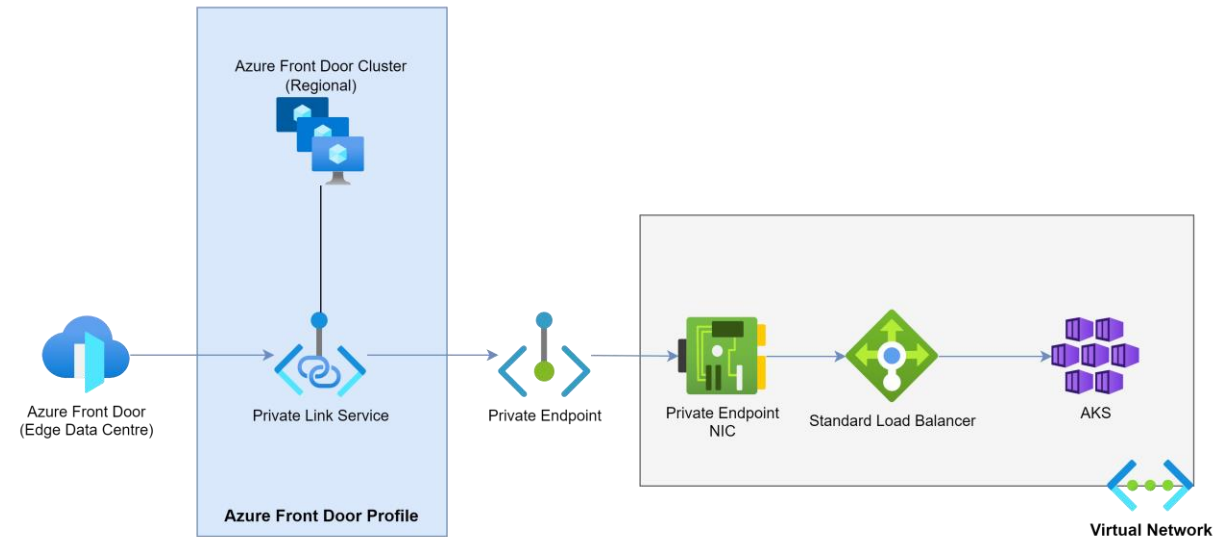 Azure Front Door Cluster
(Regional)
Azure Front Door
(Edge Data Centre)
Private Link Service
Private Endpoint
Private Endpoint
NIC
Standard Load Balancer
AKS
Azure Front Door Profile
Virtual Network